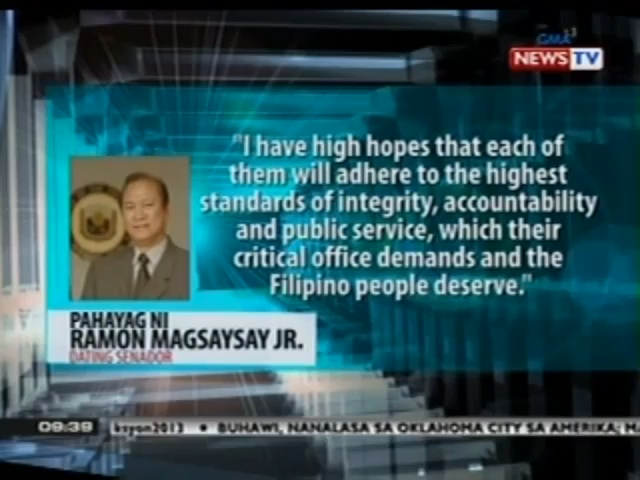 GMA
NEWS TV
"I have high hopes that each of
them will adhere to the highest
standards of integrity, accountability
and public service, which their
critical office demands and the
Filipino people deserve."
PAHAYAG NI
RAMON MAGSAYSAY JR.
DATING SENADOR
09:39
ksyon2013 • BUHAWI, NANALASA SA OKLAHOMA CITY SA AMERIKA;